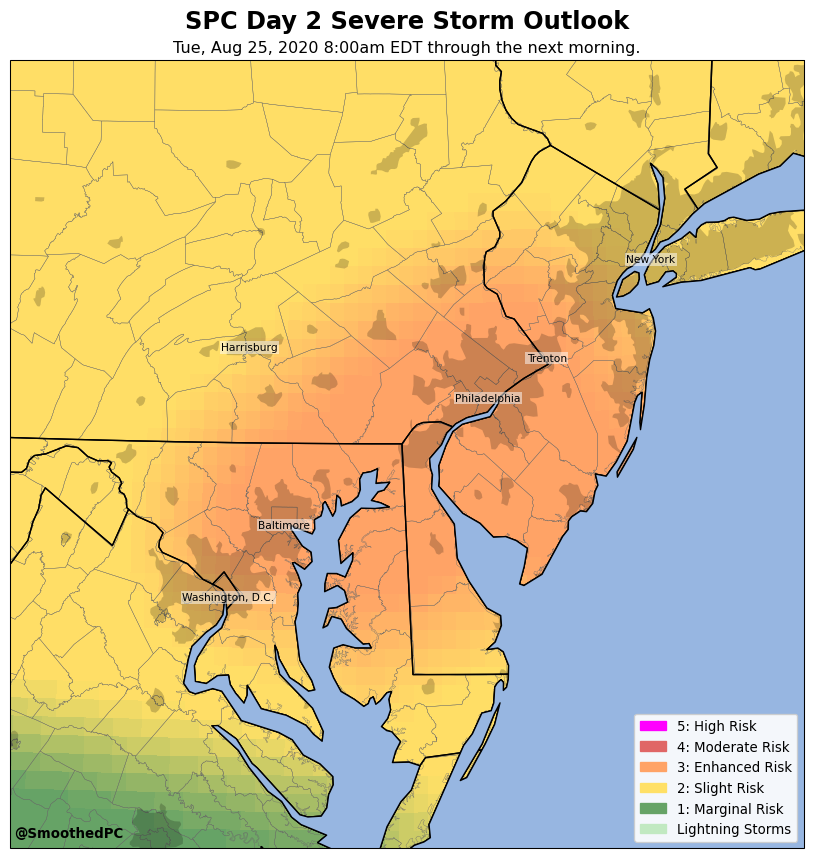 SPC Day 2 Severe Storm Outlook
Tue, Aug 25, 2020 8:00am EDT through the next morning.
New York
Harrisburg
Trenton
Philadelphia
Baltimore
Washington, D.C.
5: High Risk
4: Moderate Risk
3: Enhanced Risk
2: Slight Risk
1: Marginal Risk
Lightning Storms
@SmoothedPC